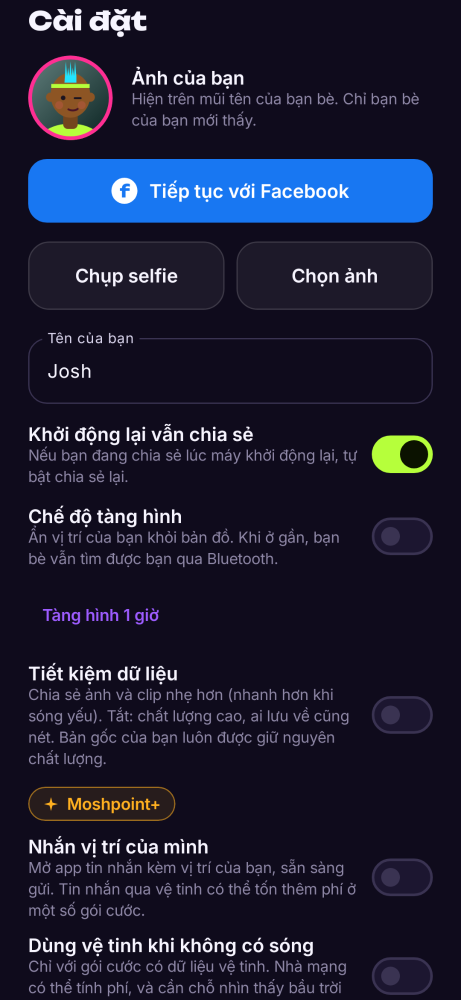 Cài đặt
Ảnh của bạn
Hiện trên mũi tên của bạn bè. Chỉ bạn bè
của bạn mới thấy.
Tiếp tục với Facebook
Chụp selfie
Chọn ảnh
Tên của bạn
Josh
Khởi động lại vẫn chia sẻ
Nếu bạn đang chia sẻ lúc máy khởi động lại, tự
bật chia sẻ lại.
Chế độ tàng hình
Ẩn vị trí của bạn khỏi bản đồ. Khi ở gần, bạn
bè vẫn tìm được bạn qua Bluetooth.
Tàng hình 1 giờ
Tiết kiệm dữ liệu
Chia sẻ ảnh và clip nhẹ hơn (nhanh hơn khi
sóng yếu). Tắt: chất lượng cao, ai lưu về cũng
nét. Bản gốc của bạn luôn được giữ nguyên
chất lượng.
Moshpoint+
Nhắn vị trí của mình
Mở app tin nhắn kèm vị trí của bạn, sẵn sàng
gửi. Tin nhắn qua vệ tinh có thể tốn thêm phí ở
một số gói cước.
Dùng vệ tinh khi không có sóng
Chỉ với gói cước có dữ liệu vệ tinh. Nhà mạng
có thể tính phí, và cần chỗ nhìn thấy bầu trời